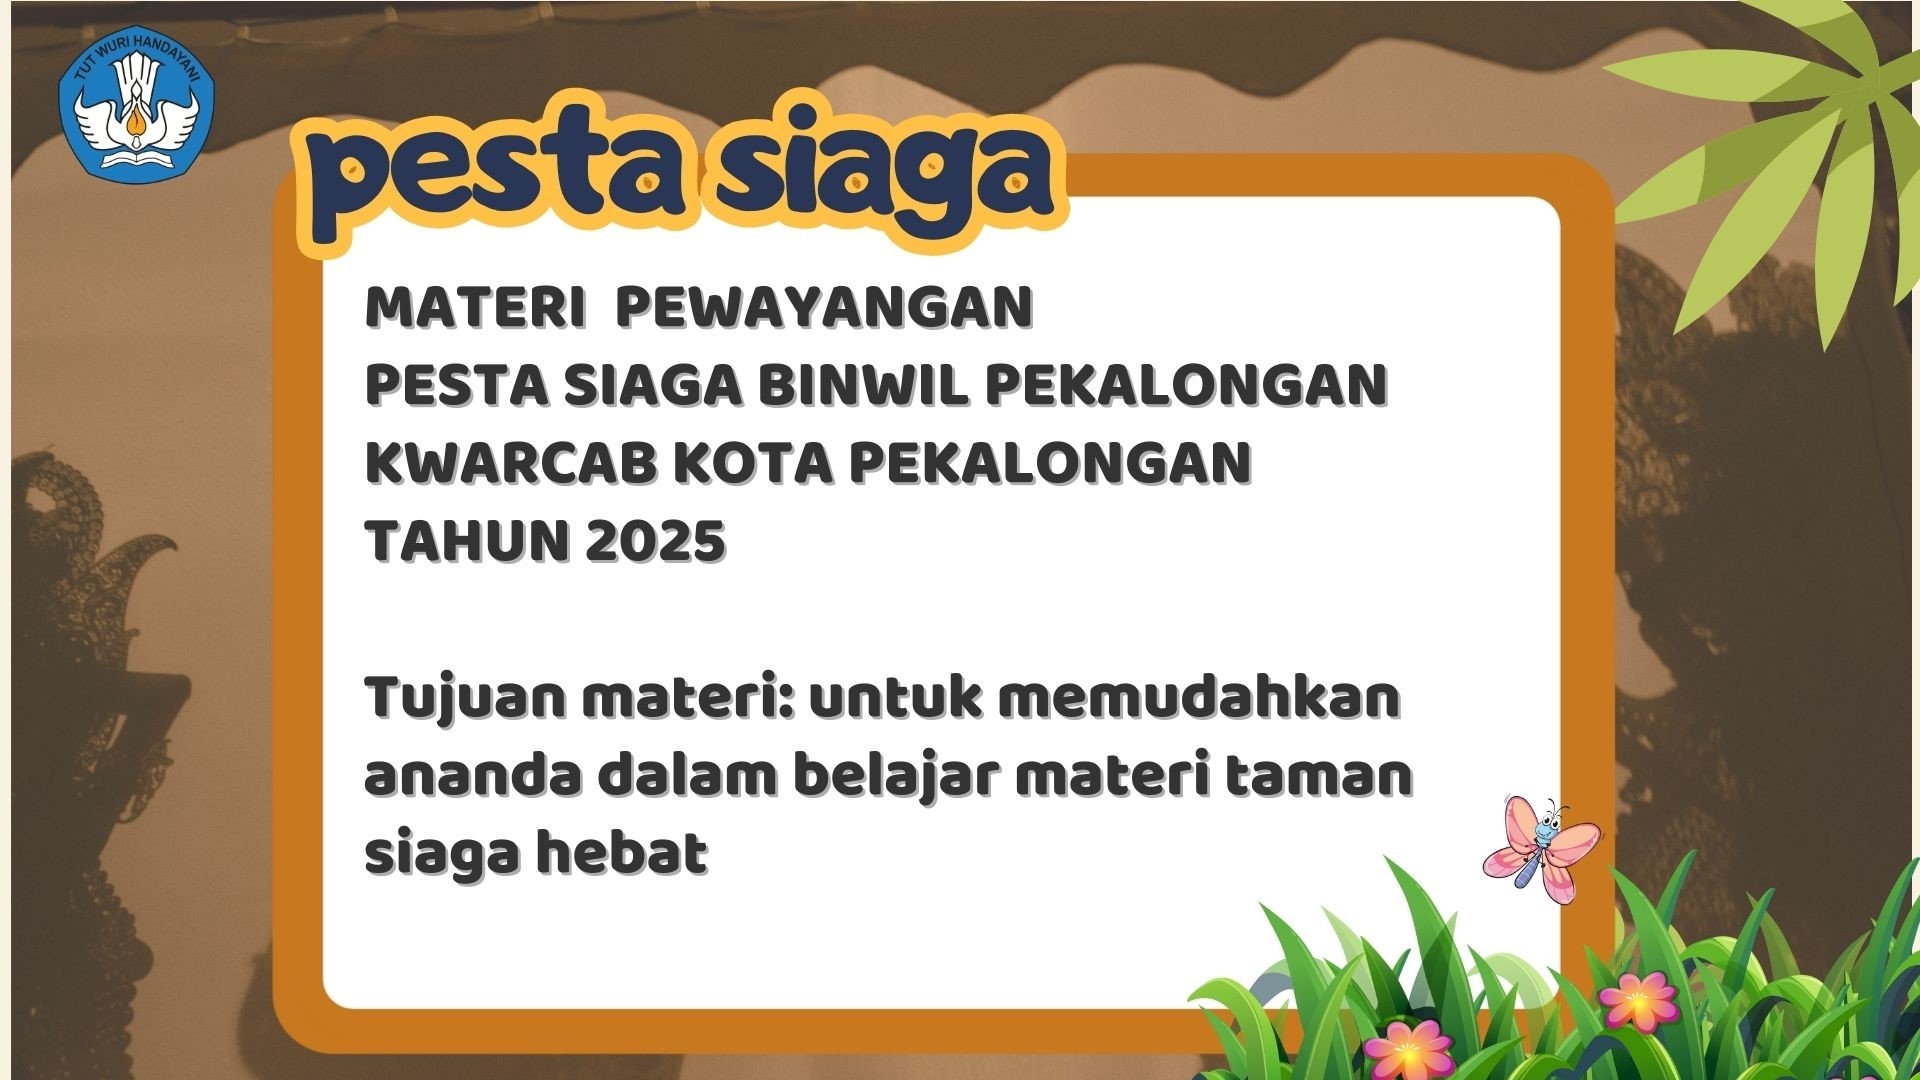 TUT WURI HANDAYANI
pesta siaga
MATERI PEWAYANGAN
PESTA SIAGA BINWIL PEKALONGAN
KWARCAB KOTA PEKALONGAN
TAHUN 2025
Tujuan materi: untuk memudahkan
ananda dalam belajar materi taman
siaga hebat